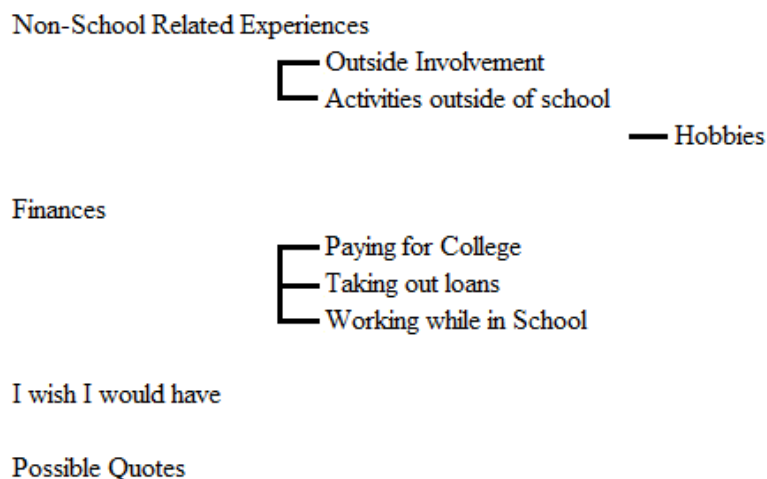 Non-School Related Experiences
Outside Involvement
Activities outside of school
Hobbies
Finances
Paying for College
Taking out loans
Working while in School
I wish I would have
Possible Quotes